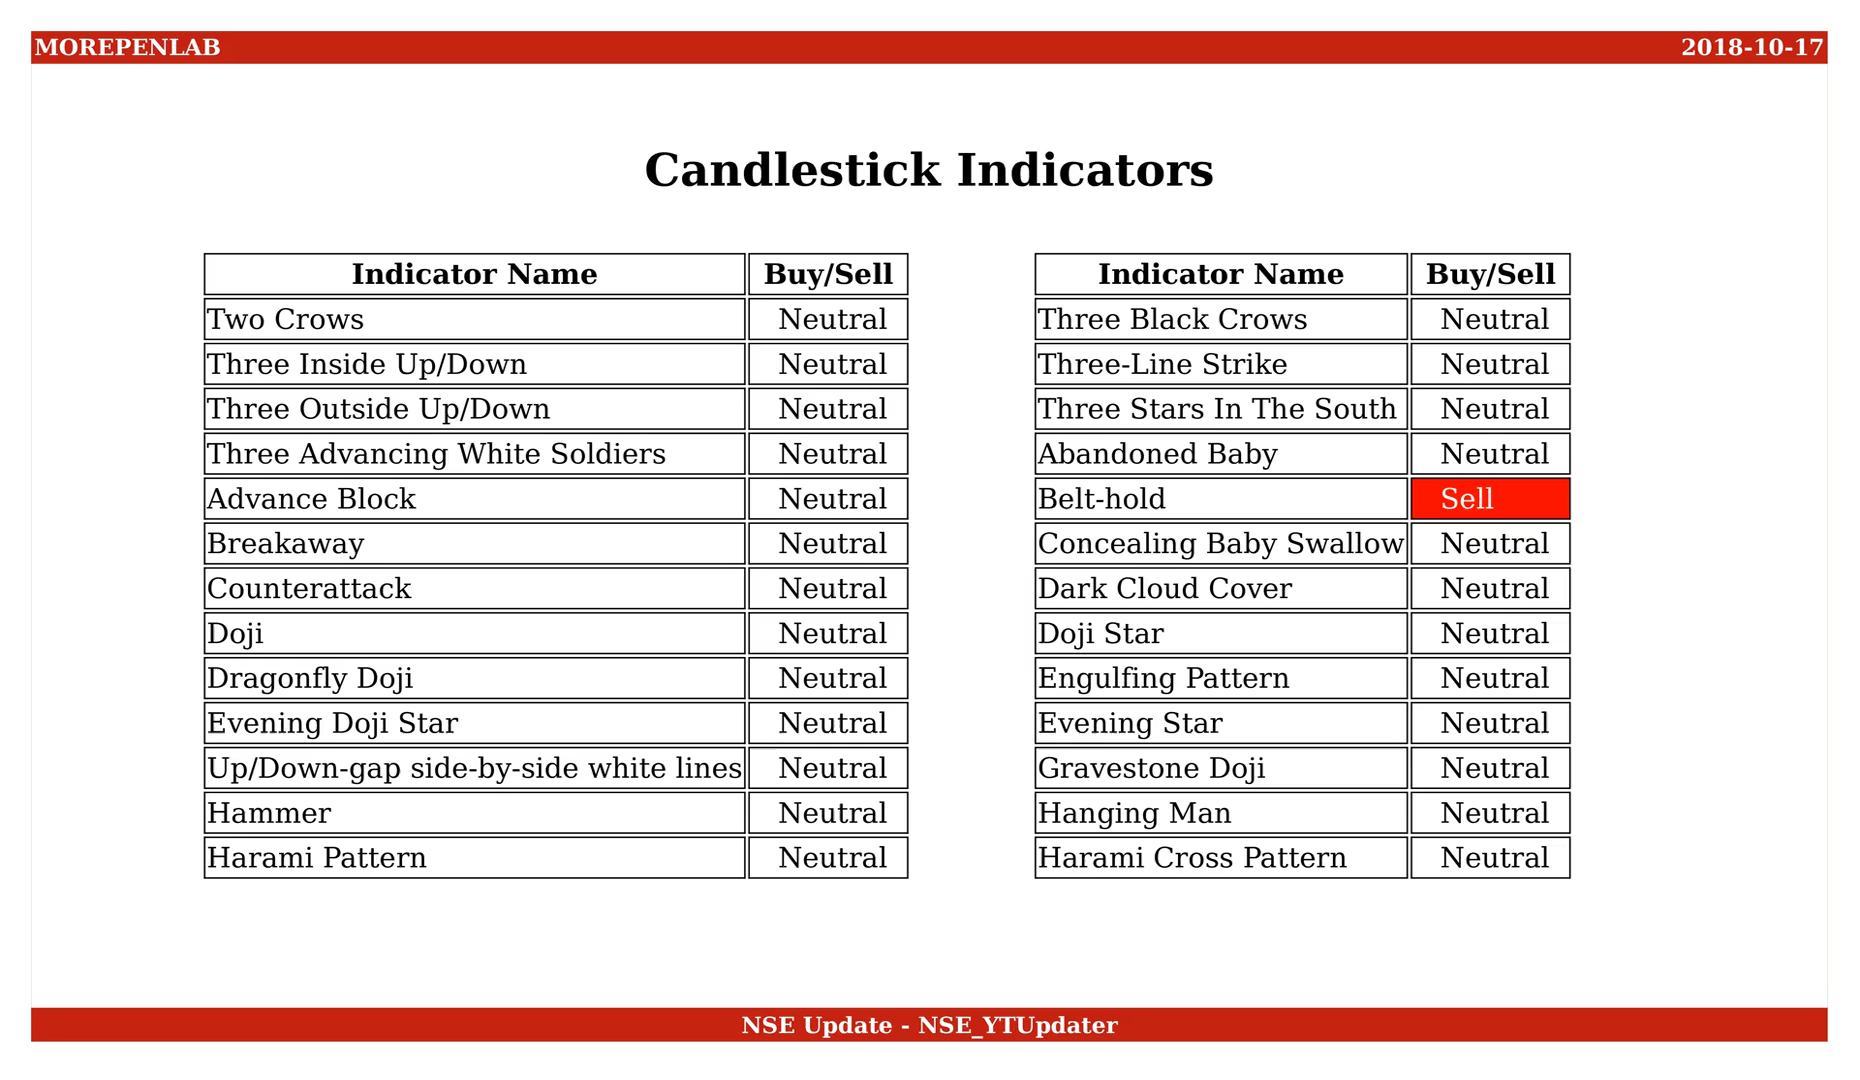 MOREPENLAB 2018-10-17
Candlestick Indicators
Indicator Name Buy/Sell
Two Crows Neutral
Three Inside Up/Down Neutral
Three Outside Up/Down Neutral
Three Advancing White Soldiers Neutral
Advance Block Neutral
Breakaway Neutral
Counterattack Neutral
Doji Neutral
Dragonfly Doji Neutral
Evening Doji Star Neutral
Up/Down-gap side-by-side white lines Neutral
Hammer Neutral
Harami Pattern Neutral
Indicator Name Buy/Sell
Three Black Crows Neutral
Three-Line Strike Neutral
Three Stars In The South Neutral
Abandoned Baby Neutral
Belt-hold Sell
Concealing Baby Swallow Neutral
Dark Cloud Cover Neutral
Doji Star Neutral
Engulfing Pattern Neutral
Evening Star Neutral
Gravestone Doji Neutral
Hanging Man Neutral
Harami Cross Pattern Neutral
NSE Update - NSE_YTUpdater